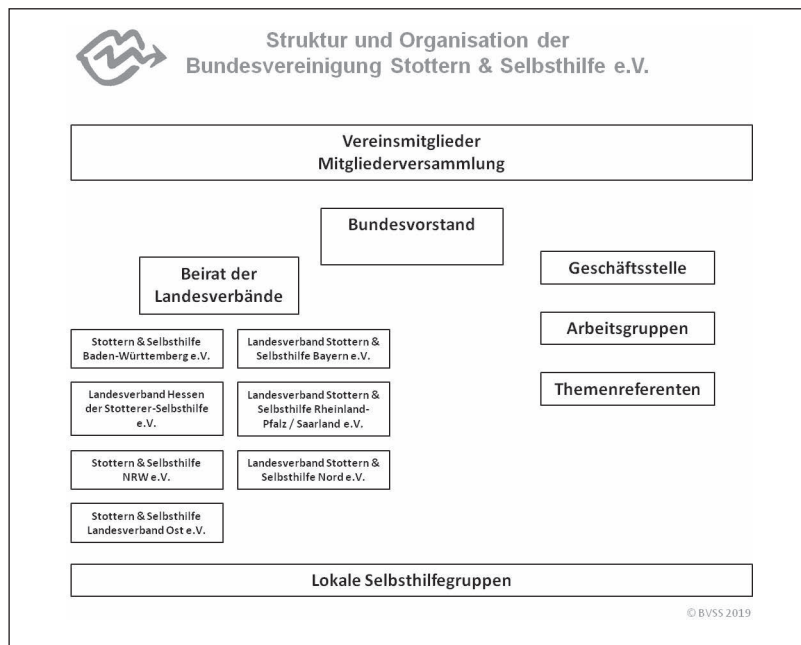 Struktur und Organisation der
Bundesvereinigung Stottern & Selbsthilfe e.V.
Vereinsmitglieder
Mitgliederversammlung
Bundesvorstand
Beirat der
Landesverbände
Geschäftsstelle
Arbeitsgruppen
Themenreferenten
Stottern & Selbsthilfe
Baden-Württemberg e.V.
Landesverband Stottern &
Selbsthilfe Bayern e.V.
Landesverband Hessen
der Stotterer-Selbsthilfe
e.V.
Landesverband Stottern &
Selbsthilfe Rheinland-
Pfalz / Saarland e.V.
Stottern & Selbsthilfe
NRW e.V.
Landesverband Stottern &
Selbsthilfe Nord e.V.
Stottern & Selbsthilfe
Landesverband Ost e.V.
Lokale Selbsthilfegruppen
© BVSS 2019